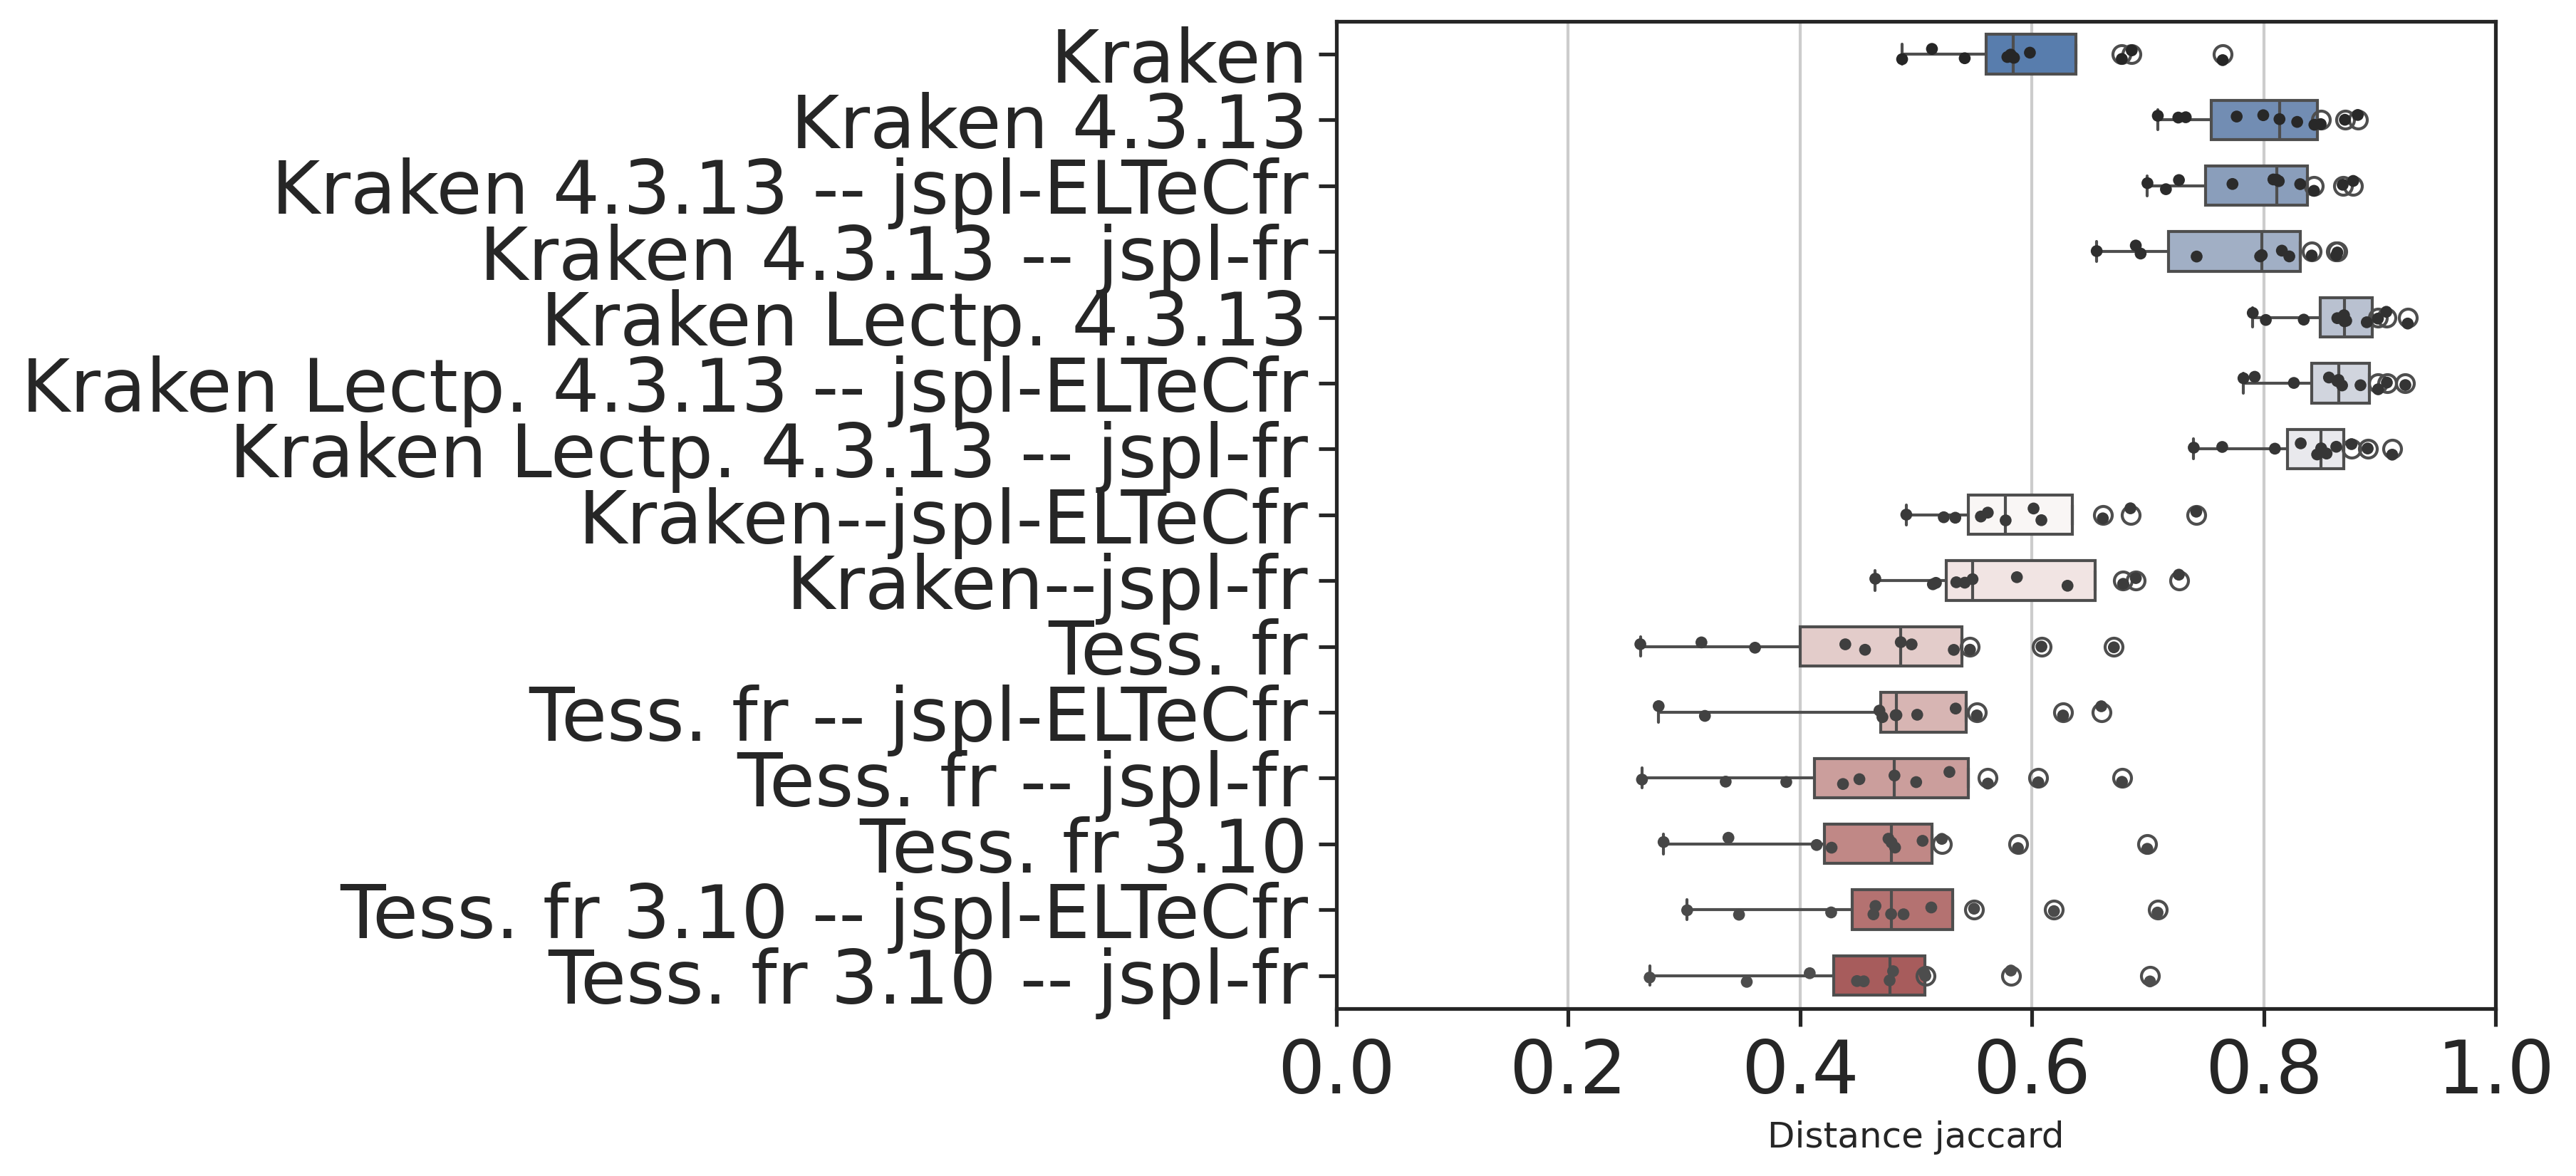 Kraken
Kraken 4.3.13
Kraken 4.3.13 -- jspl-ELTeCfr
Kraken 4.3.13 -- jspl-fr
Kraken Lectp. 4.3.13
Kraken Lectp. 4.3.13 -- jspl-ELTeCfr
Kraken Lectp. 4.3.13 -- jspl-fr
Kraken--jspl-ELTeCfr
Kraken--jspl-fr
Tess. fr
Tess. fr -- jspl-ELTeCfr
Tess. fr -- jspl-fr
Tess. fr 3.10
Tess. fr 3.10 -- jspl-ELTeCfr
Tess. fr 3.10 -- jspl-fr
0.0 0.2 0.4 0.6 0.8 1.0
Distance jaccard